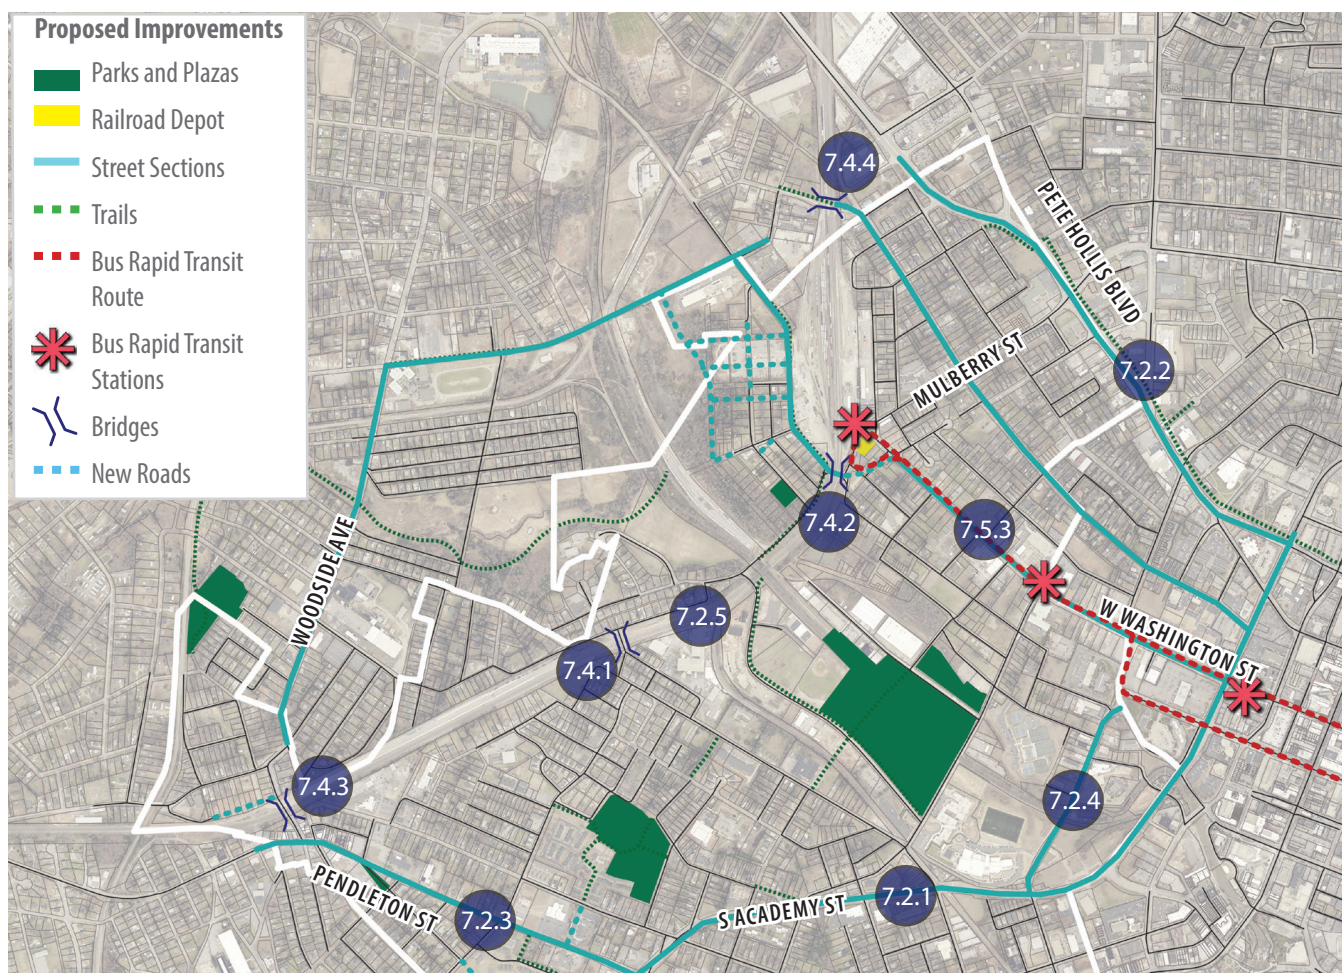 Proposed Improvements
Parks and Plazas
Railroad Depot
Street Sections
Trails
Bus Rapid Transit
Route
Bus Rapid Transit
Stations
Bridges
New Roads
7.4.4
PETE HOLLIS BLVD
MULBERRY ST
7.2.2
7.4.2
7.5.3
WOODSIDE AVE
7.2.5
W WASHINGTON ST
7.4.1
7.4.3
7.2.4
PENDLETON ST
7.2.3
S ACADEMY ST
7.2.1